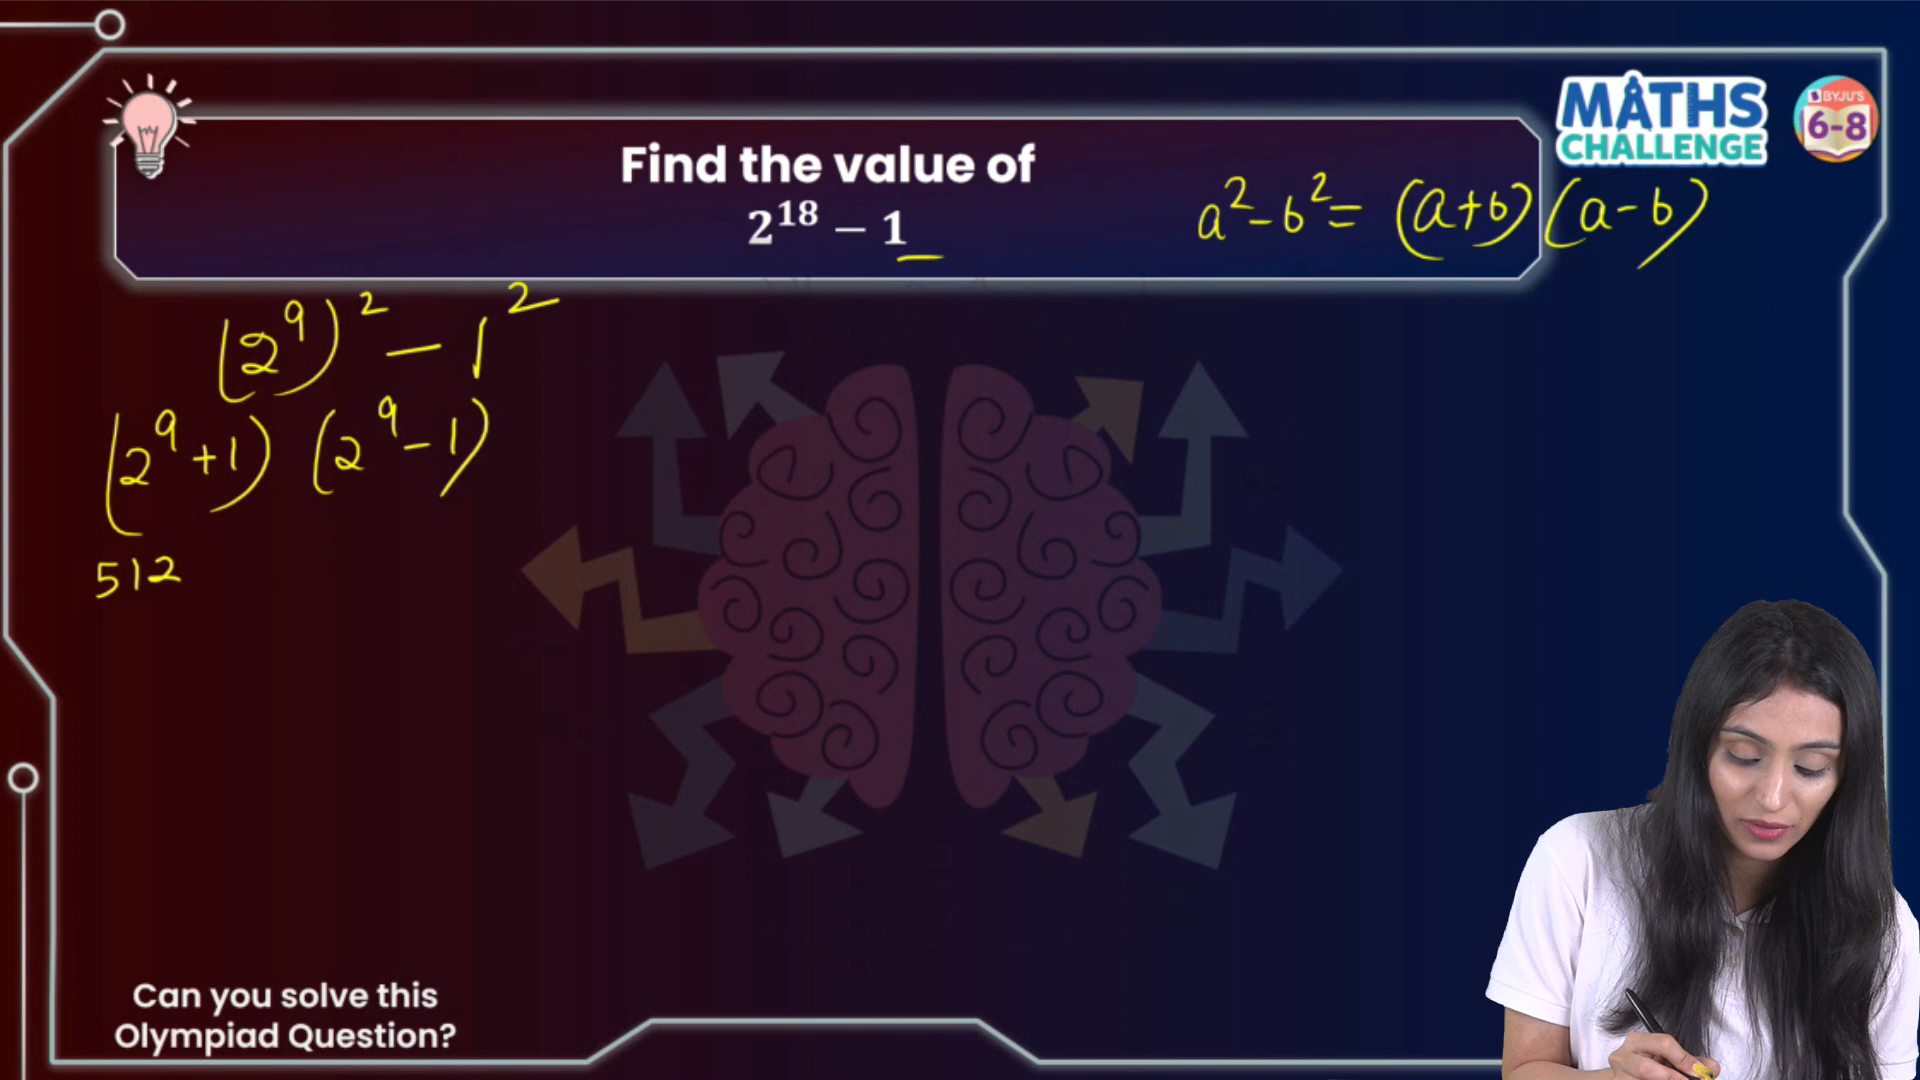 MATHS
CHALLENGE
BYJU'S
6-8
Find the value of
2¹⁸ − 1
a² - b² = (a+b) (a-b)
(2⁹)² - 1²
(2⁹ +1) (2⁹ - 1)
512
Can you solve this
Olympiad Question?